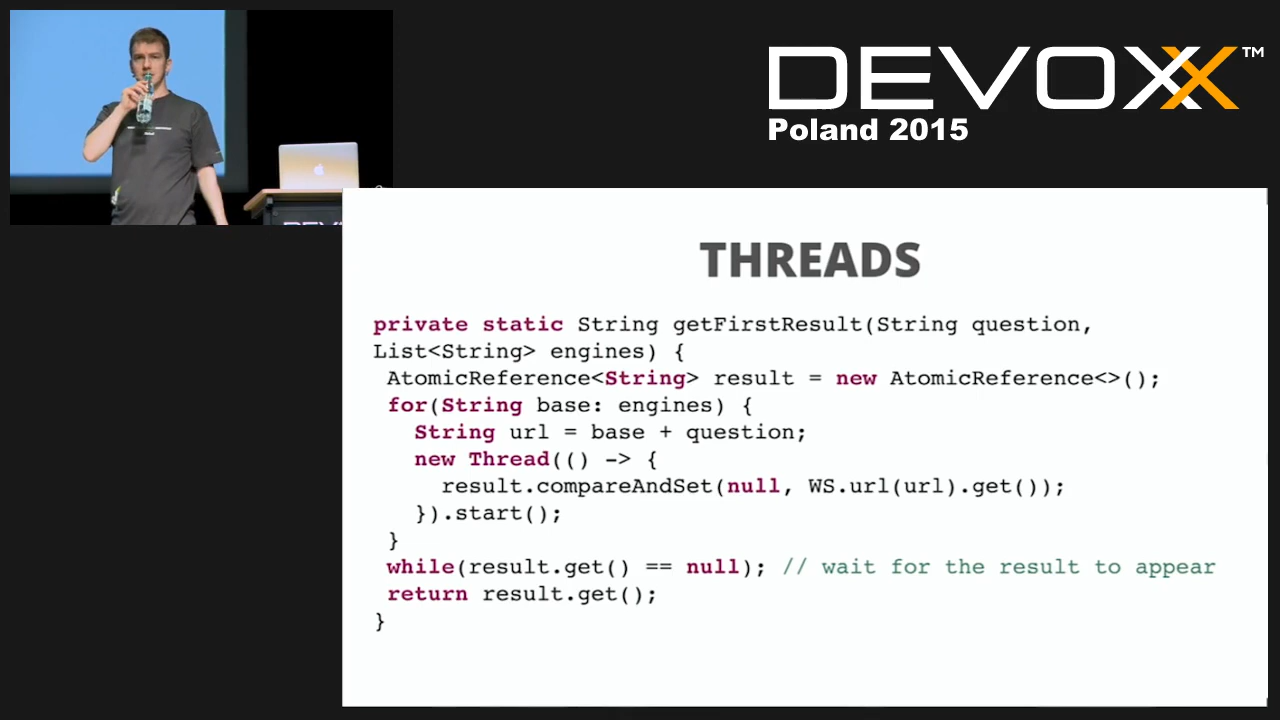 DEVOXX™
Poland 2015
THREADS
private static String getFirstResult(String question,
List<String> engines) {
 AtomicReference<String> result = new AtomicReference<>();
 for(String base: engines) {
   String url = base + question;
   new Thread(() -> {
     result.compareAndSet(null, WS.url(url).get());
   }).start();
 }
 while(result.get() == null); // wait for the result to appear
 return result.get();
}